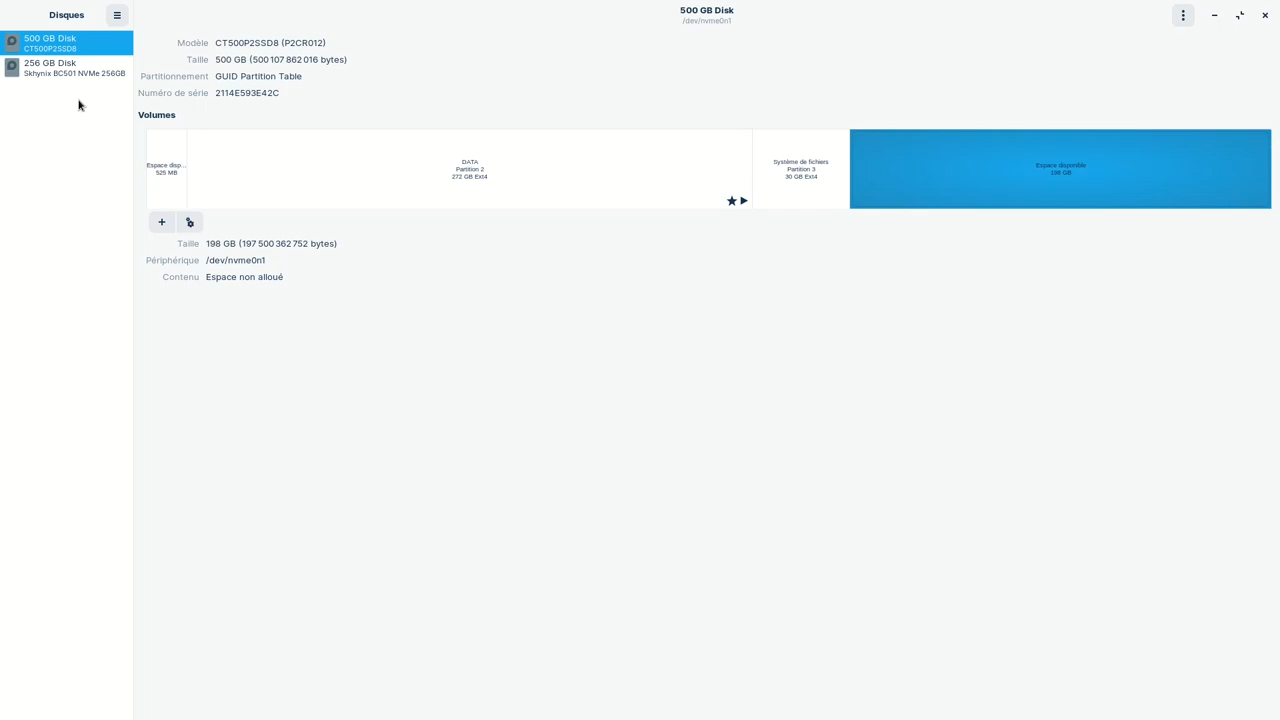 Disques
500 GB Disk
CT500P2SSD8
256 GB Disk
Skhynix BC501 NVMe 256GB
500 GB Disk
/dev/nvme0n1
Modèle CT500P2SSD8 (P2CR012)
Taille 500 GB (500 107 862 016 bytes)
Partitionnement GUID Partition Table
Numéro de série 2114E593E42C
Volumes
Espace disp...
525 MB
DATA
Partition 2
272 GB Ext4
Système de fichiers
Partition 3
30 GB Ext4
Espace disponible
198 GB
Taille 198 GB (197 500 362 752 bytes)
Périphérique /dev/nvme0n1
Contenu Espace non alloué